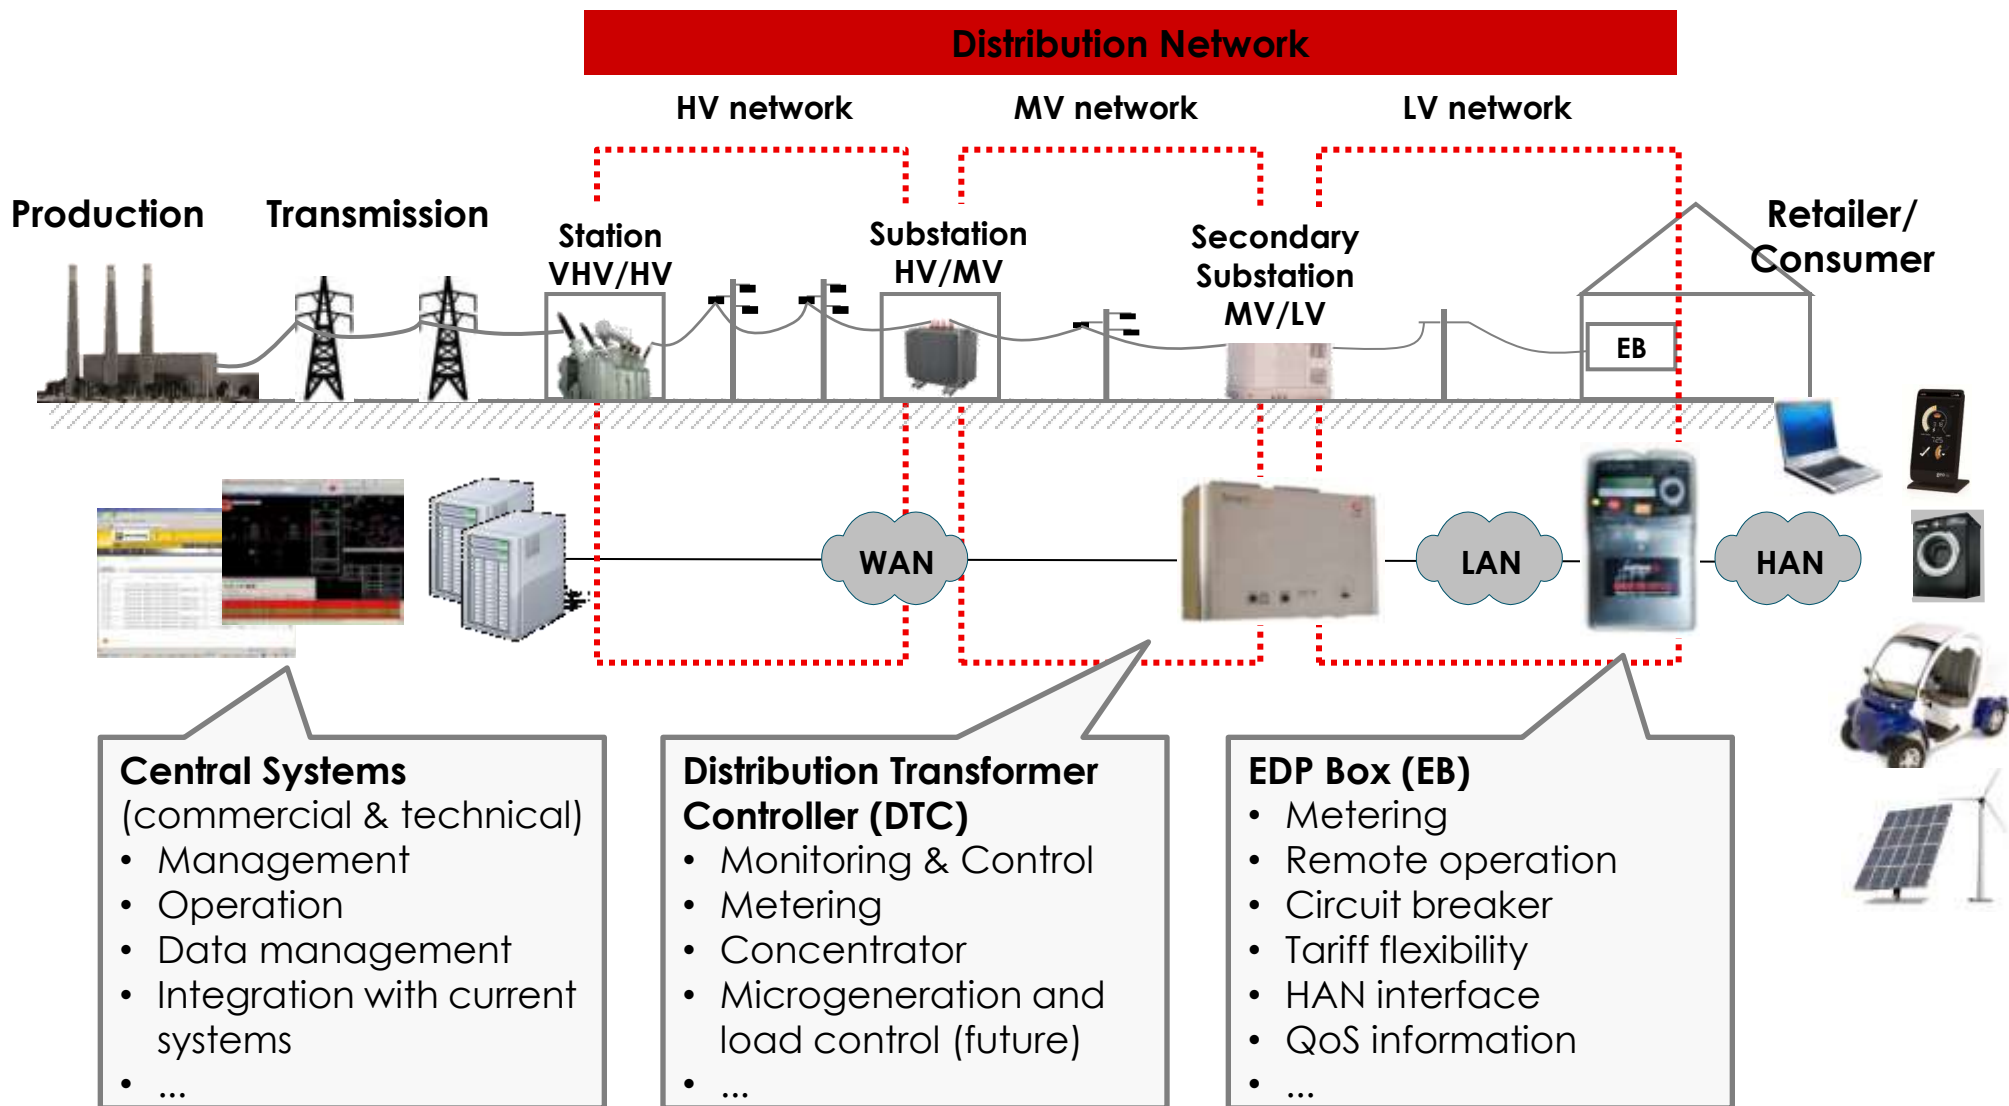 Distribution Network
HV network
MV network
LV network
Production
Transmission
Station
VHV/HV
Substation
HV/MV
Secondary
Substation
MV/LV
Retailer/
Consumer
EB
WAN
LAN
HAN
Central Systems
(commercial & technical)
• Management
• Operation
• Data management
• Integration with current
systems
• ...
Distribution Transformer
Controller (DTC)
• Monitoring & Control
• Metering
• Concentrator
• Microgeneration and
load control (future)
• ...
EDP Box (EB)
• Metering
• Remote operation
• Circuit breaker
• Tariff flexibility
• HAN interface
• QoS information
• ...